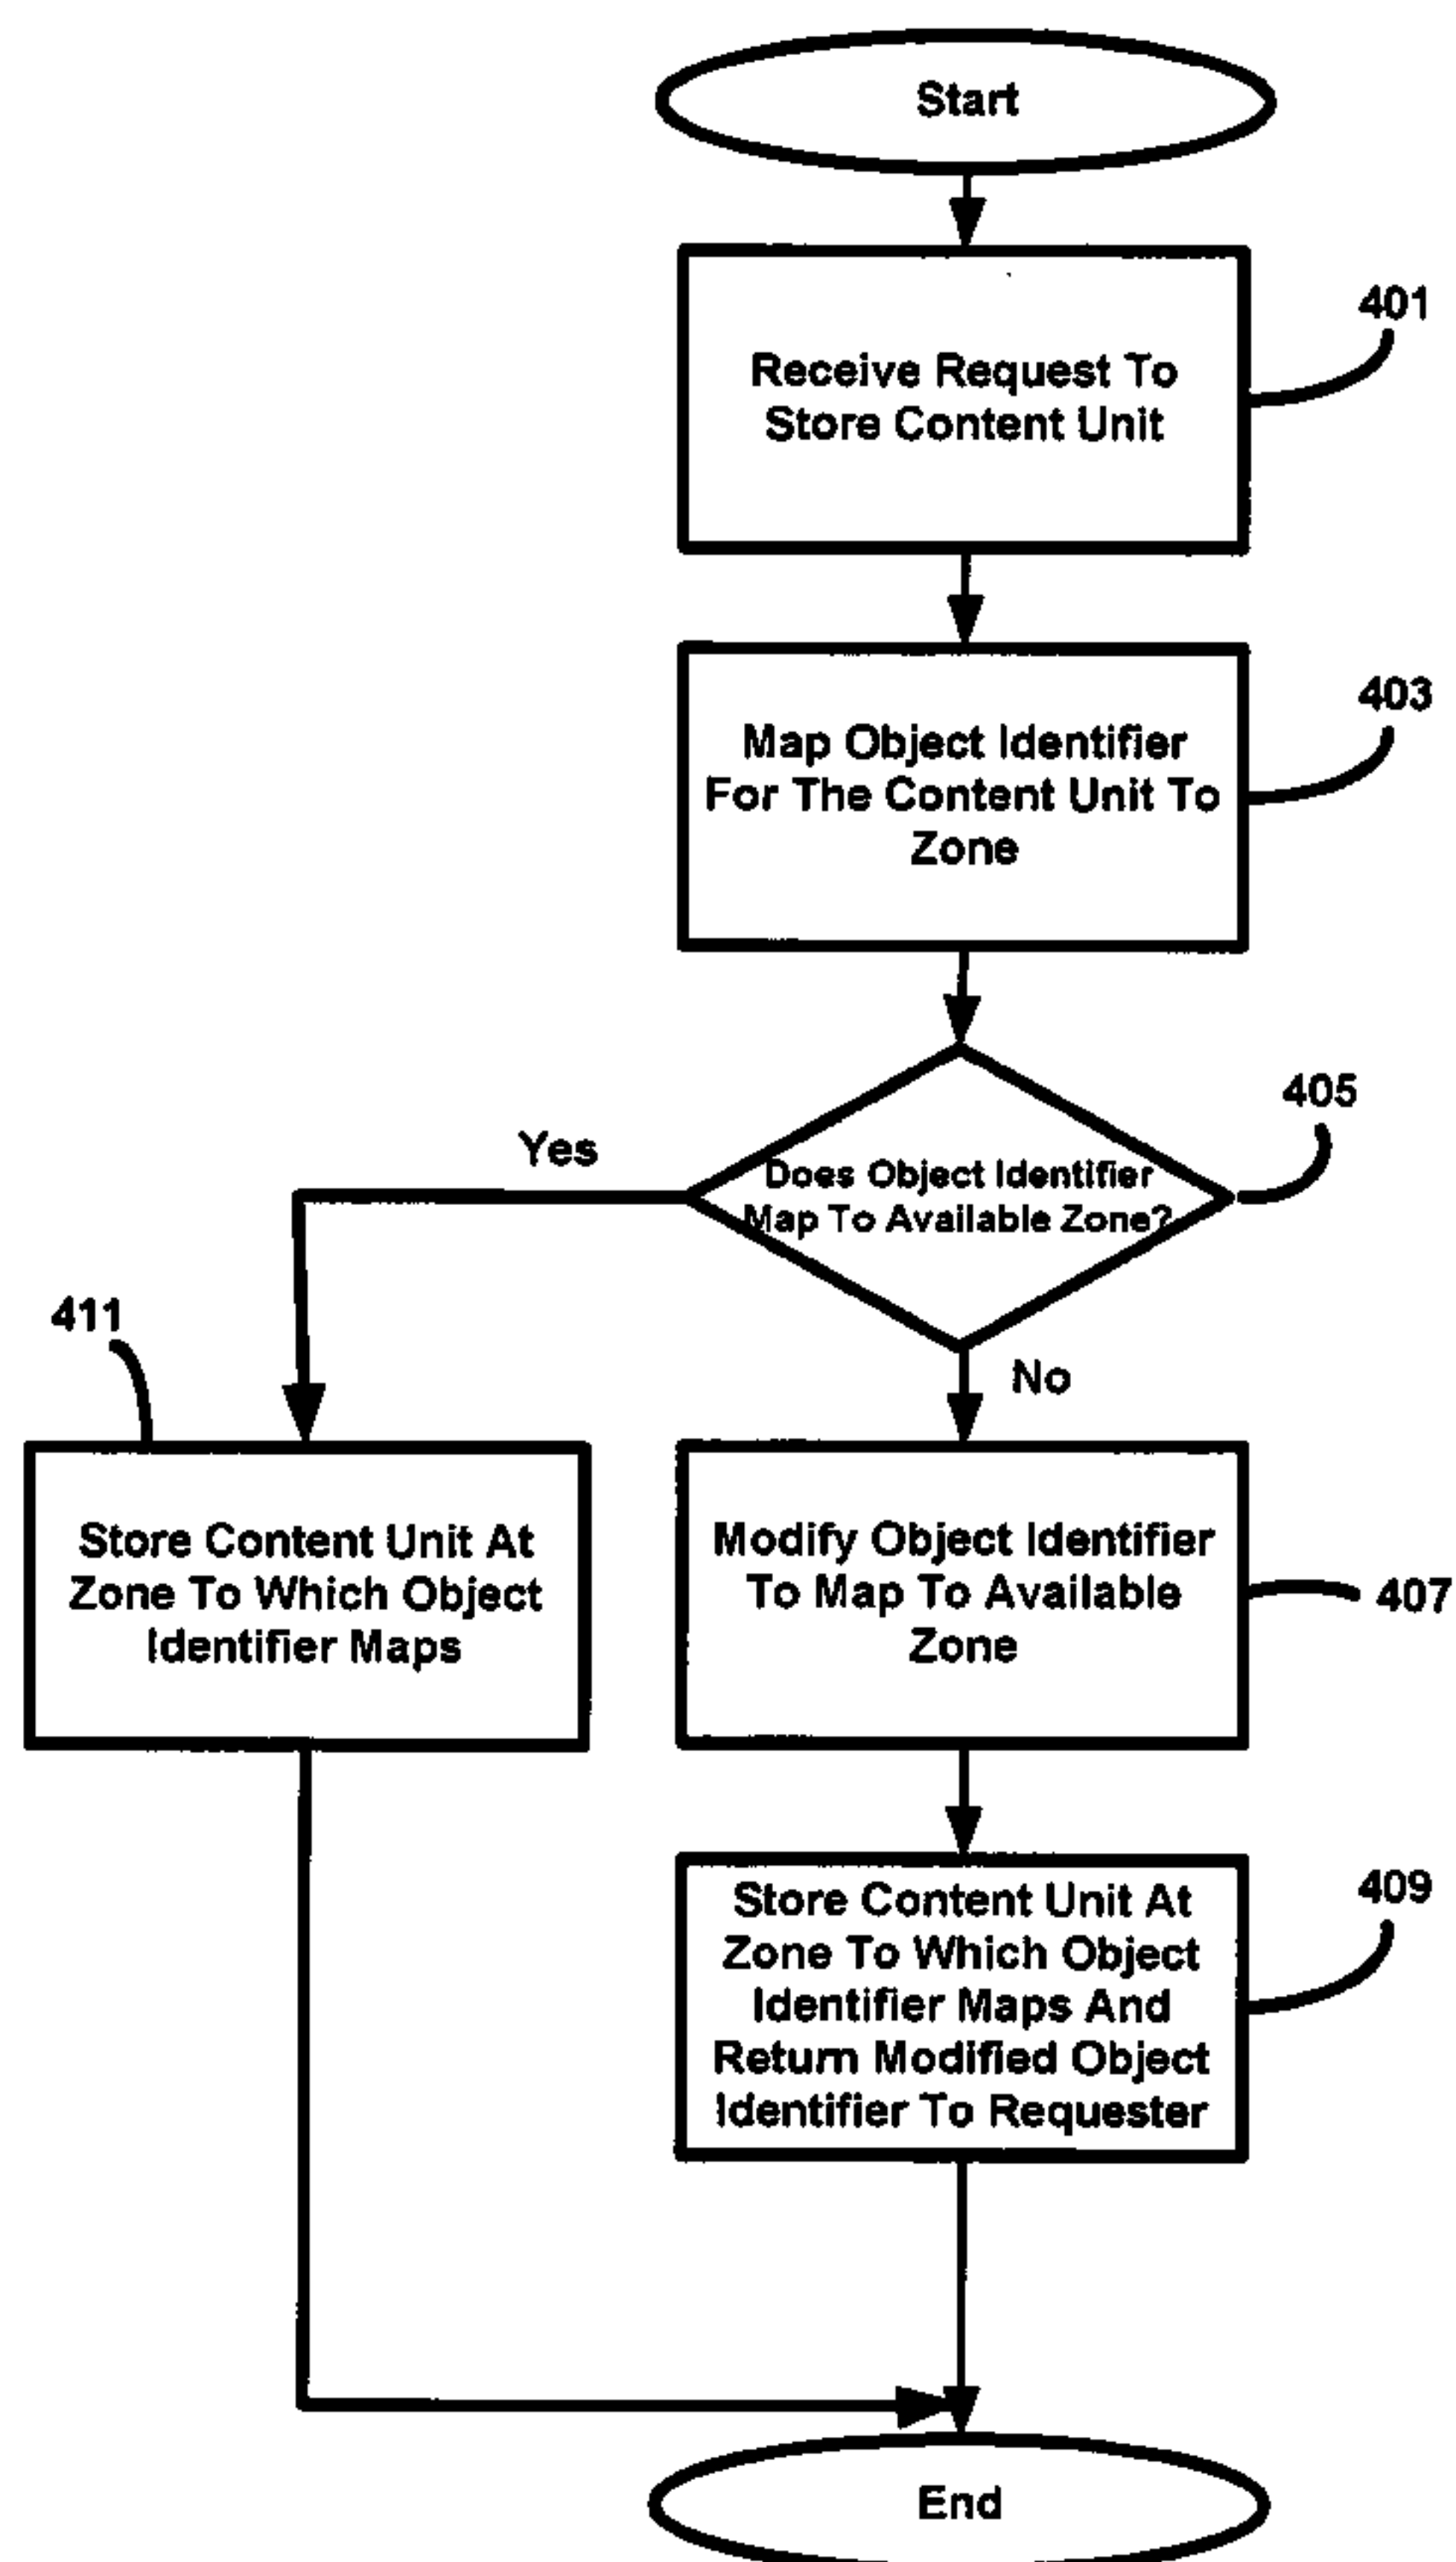 Start
401
Receive Request To
Store Content Unit
403
Map Object Identifier
For The Content Unit To
Zone
405
Does Object Identifier
Map To Available Zone?
Yes
No
411
Store Content Unit At
Zone To Which Object
Identifier Maps
Modify Object Identifier
To Map To Available
Zone
407
409
Store Content Unit At
Zone To Which Object
Identifier Maps And
Return Modified Object
Identifier To Requester
End